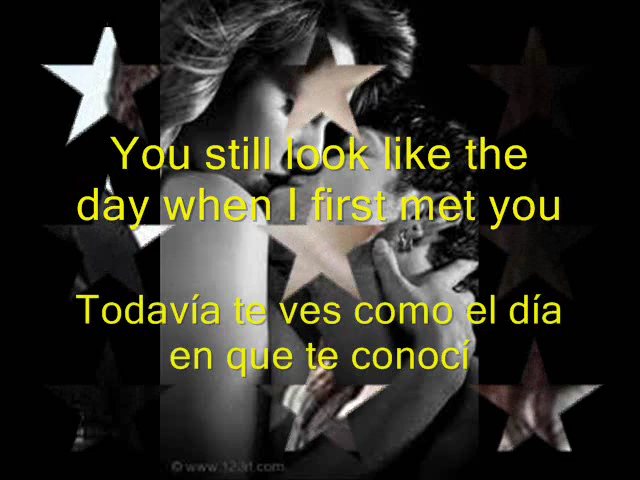 You still look like the
day when I first met you
Todavía te ves como el día
en que te conocí
© www.123rf.com